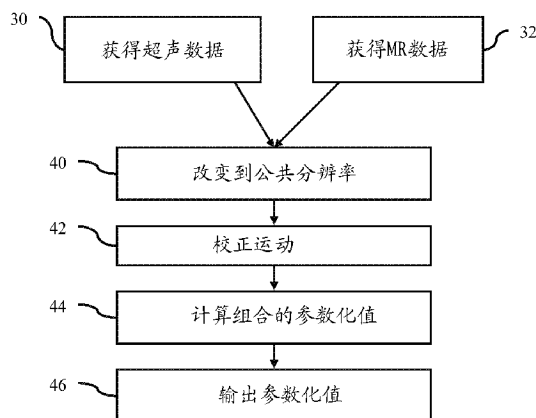 30
获得超声数据
获得MR数据
32
40
改变到公共分辨率
42
校正运动
44
计算组合的参数化值
46
输出参数化值